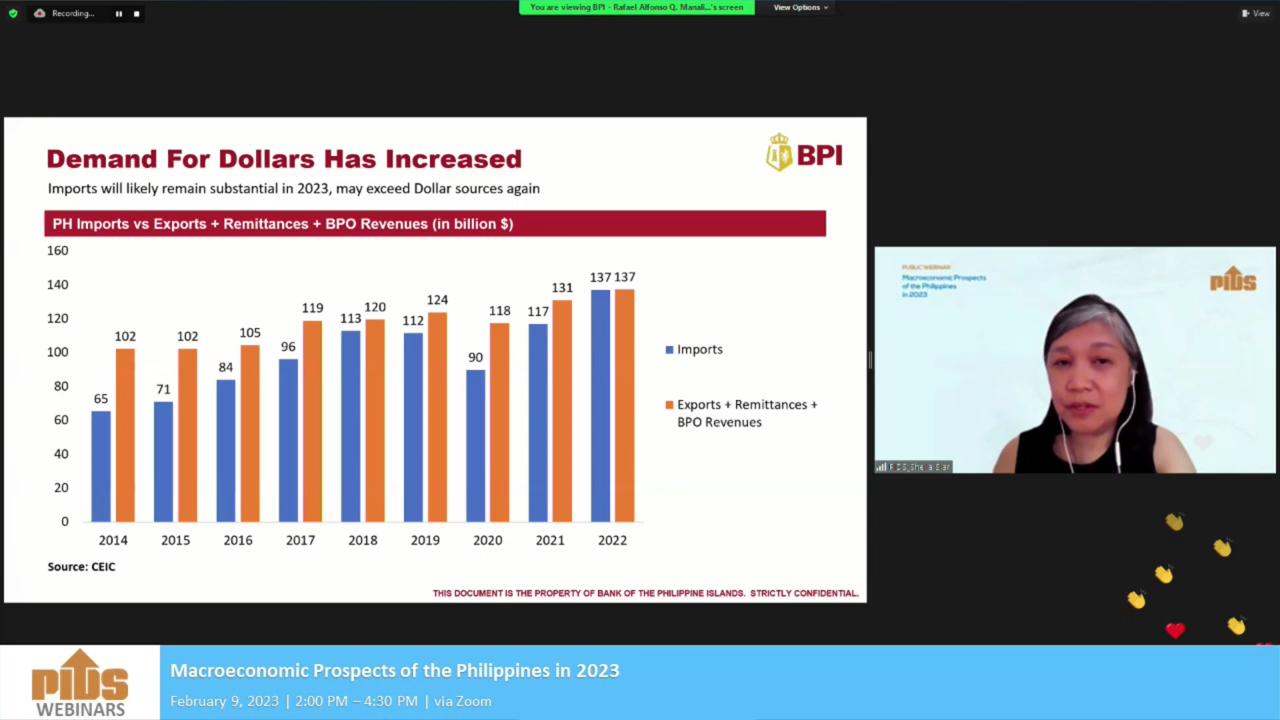 Recording...
You are viewing BPI - Rafael Alfonso Q. Manali...'s screen
View Options
View
Demand For Dollars Has Increased
BPI
Imports will likely remain substantial in 2023, may exceed Dollar sources again
PH Imports vs Exports + Remittances + BPO Revenues (in billion $)
160
140
120
100
80
60
40
20
0
65 102
71 102
84 105
96 119
113 120
112 124
90 118
117 131
137 137
2014 2015 2016 2017 2018 2019 2020 2021 2022
Imports
Exports + Remittances +
BPO Revenues
Source: CEIC
THIS DOCUMENT IS THE PROPERTY OF BANK OF THE PHILIPPINE ISLANDS. STRICTLY CONFIDENTIAL.
PUBLIC WEBINAR
Macroeconomic Prospects
of the Philippines
in 2023
PIDS
PIDS
WEBINARS
Macroeconomic Prospects of the Philippines in 2023
February 9, 2023 | 2:00 PM – 4:30 PM | via Zoom